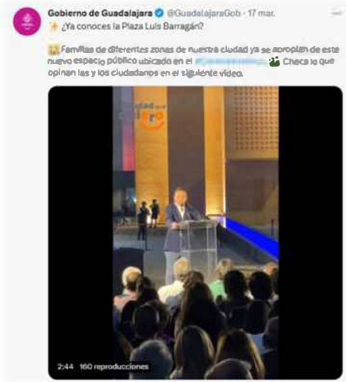 Gobierno de Guadalajara @GuadalajaraGob · 17 mar.
¿Ya conoces la Plaza Luis Barragán?
Familias de diferentes zonas de nuestra ciudad ya se apropian de este
nuevo espacio público ubicado en el Checa lo que
opinan las y los ciudadanos en el siguiente video.
2:44 160 reproducciones